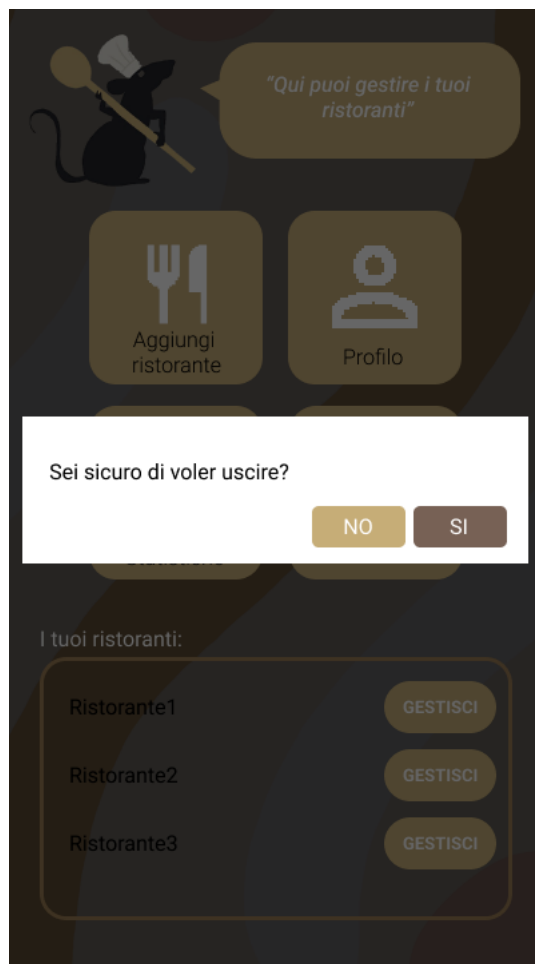 “Qui puoi gestire i tuoi
ristoranti”
Aggiungi
ristorante
Profilo
Sei sicuro di voler uscire?
NO
SI
I tuoi ristoranti:
Ristorante1
GESTISCI
Ristorante2
GESTISCI
Ristorante3
GESTISCI